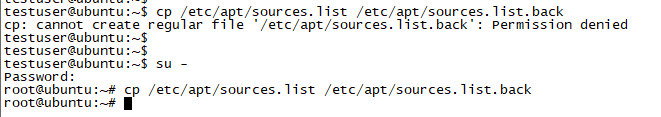 testuser@ubuntu:~$ cp /etc/apt/sources.list /etc/apt/sources.list.back
cp: cannot create regular file '/etc/apt/sources.list.back': Permission denied
testuser@ubuntu:~$
testuser@ubuntu:~$
testuser@ubuntu:~$ su -
Password:
root@ubuntu:~# cp /etc/apt/sources.list /etc/apt/sources.list.back
root@ubuntu:~#